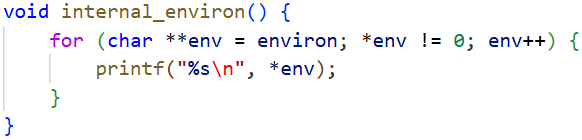 void internal_environ() {
    for (char **env = environ; *env != 0; env++) {
        printf("%s\n", *env);
    }
}